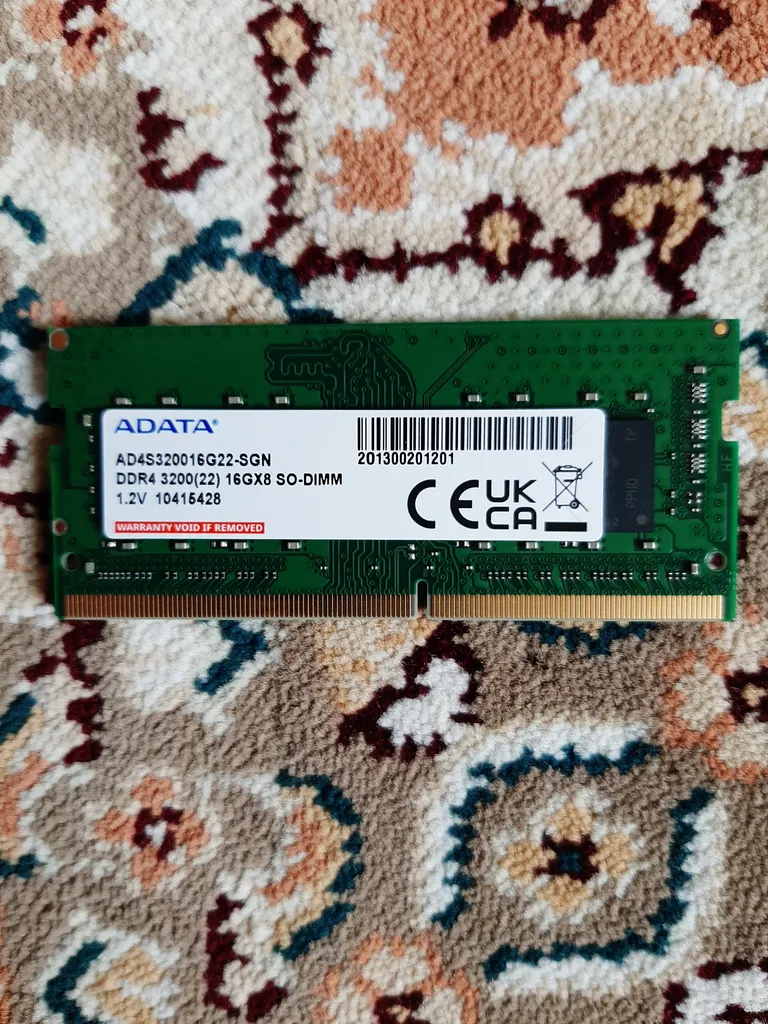 ADATA®
AD4S320016G22-SGN
DDR4 3200(22) 16GX8 SO-DIMM
1.2V 10415428
WARRANTY VOID IF REMOVED
201300201201
CE UK
CA